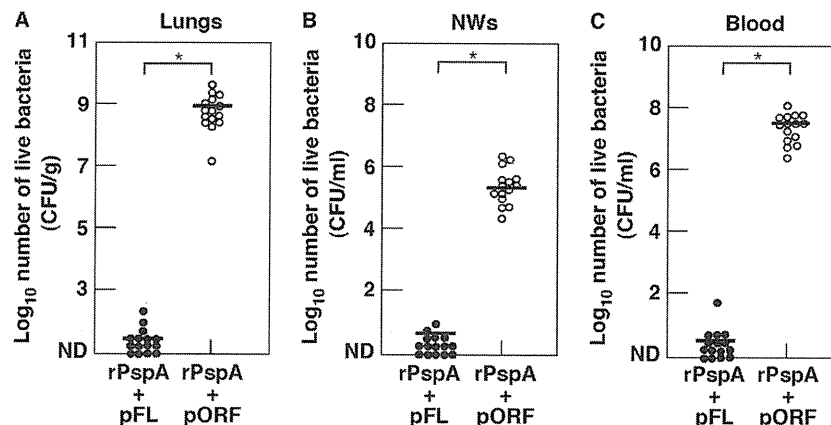 A
Lungs
Log10 number of live bacteria
(CFU/g)
11
9
7
5
3
ND
*
rPspA rPspA
+ +
pFL pORF
B
NWs
Log10 number of live bacteria
(CFU/ml)
10
8
6
4
2
ND
*
rPspA rPspA
+ +
pFL pORF
C
Blood
Log10 number of live bacteria
(CFU/ml)
10
8
6
4
2
ND
*
rPspA rPspA
+ +
pFL pORF